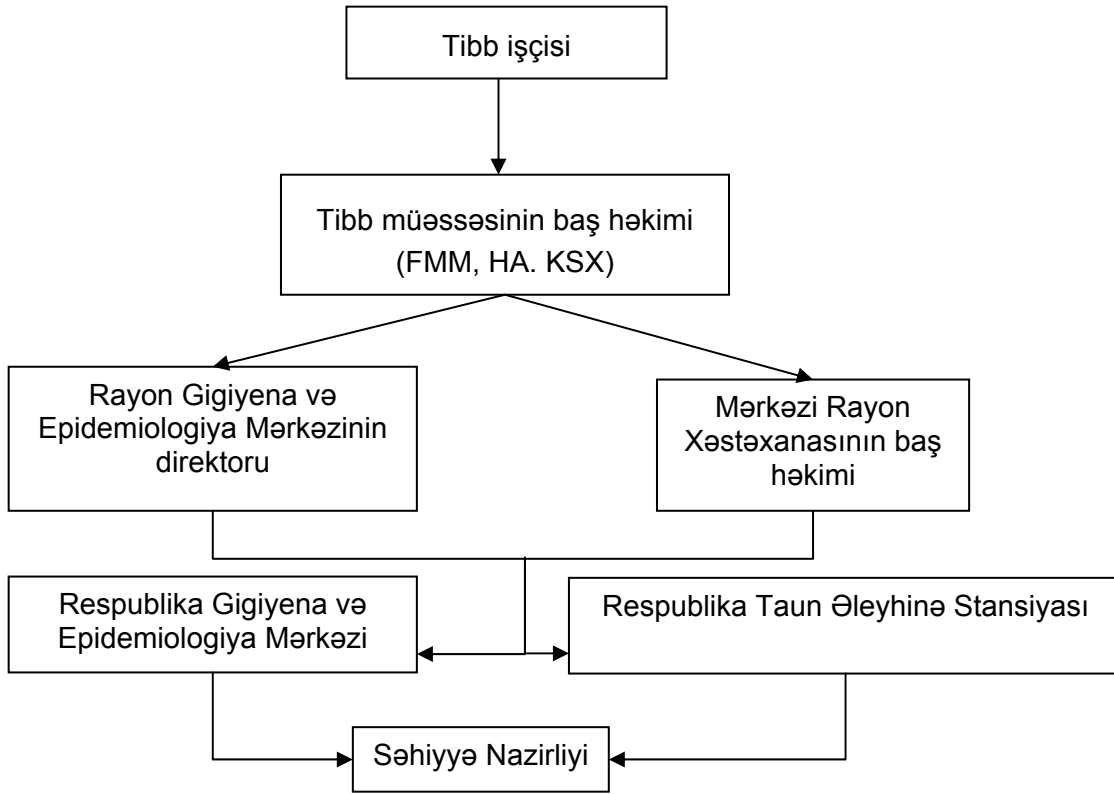 Tibb işçisi
Tibb müəssəsinin baş həkimi
(FMM, HA. KSX)
Rayon Gigiyena və
Epidemiologiya Mərkəzinin
direktoru
Mərkəzi Rayon
Xəstəxanasının baş
həkimi
Respublika Gigiyena və
Epidemiologiya Mərkəzi
Respublika Taun Əleyhinə Stansiyası
Səhiyyə Nazirliyi